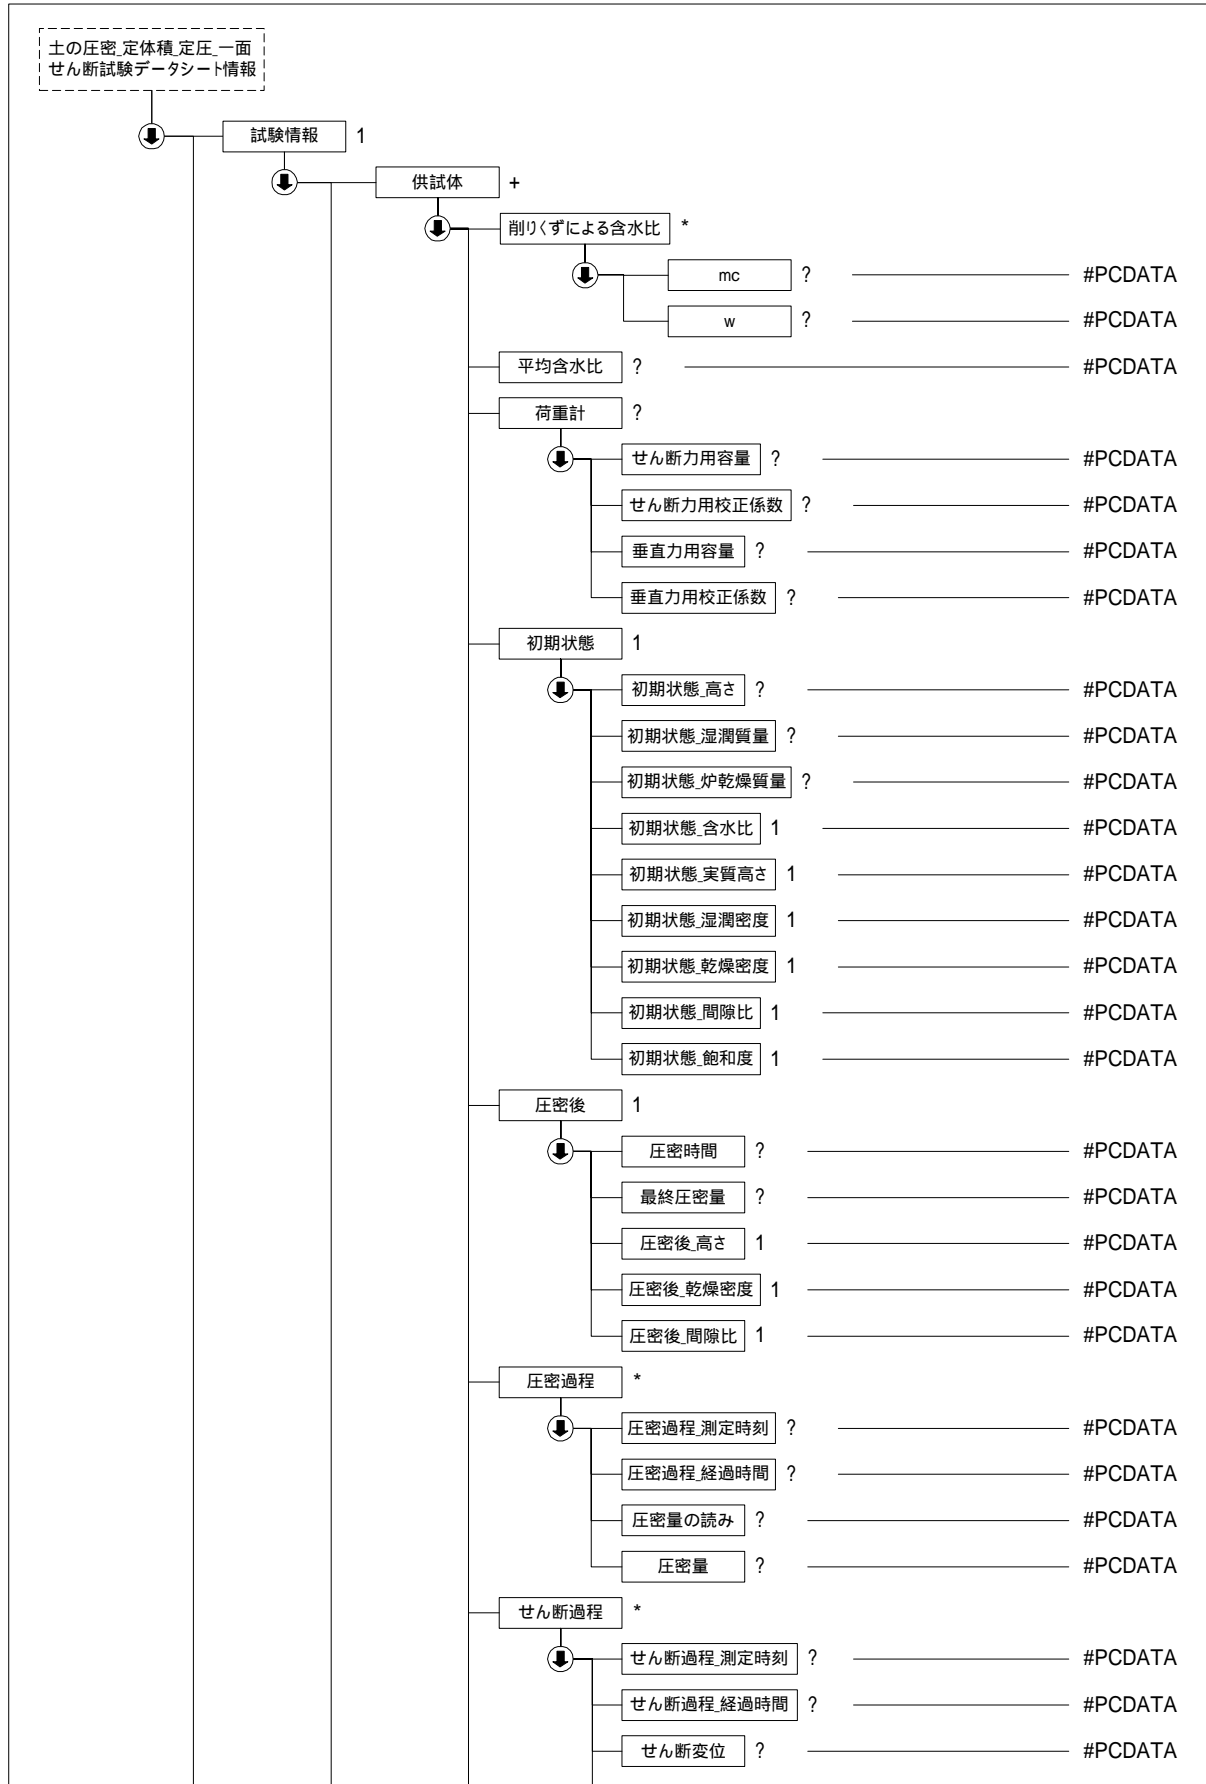 土の圧密_定体積_定圧_一面
せん断試験データシート情報
試験情報 1
供試体 +
削りくずによる含水比 *
mc ? #PCDATA
w ? #PCDATA
平均含水比 ? #PCDATA
荷重計 ?
せん断力用容量 ? #PCDATA
せん断力用校正係数 ? #PCDATA
垂直力用容量 ? #PCDATA
垂直力用校正係数 ? #PCDATA
初期状態 1
初期状態_高さ ? #PCDATA
初期状態_湿潤質量 ? #PCDATA
初期状態_炉乾燥質量 ? #PCDATA
初期状態_含水比 1 #PCDATA
初期状態_実質高さ 1 #PCDATA
初期状態_湿潤密度 1 #PCDATA
初期状態_乾燥密度 1 #PCDATA
初期状態_間隙比 1 #PCDATA
初期状態_飽和度 1 #PCDATA
圧密後 1
圧密時間 ? #PCDATA
最終圧密量 ? #PCDATA
圧密後_高さ 1 #PCDATA
圧密後_乾燥密度 1 #PCDATA
圧密後_間隙比 1 #PCDATA
圧密過程 *
圧密過程_測定時刻 ? #PCDATA
圧密過程_経過時間 ? #PCDATA
圧密量の読み ? #PCDATA
圧密量 ? #PCDATA
せん断過程 *
せん断過程_測定時刻 ? #PCDATA
せん断過程_経過時間 ? #PCDATA
せん断変位 ? #PCDATA